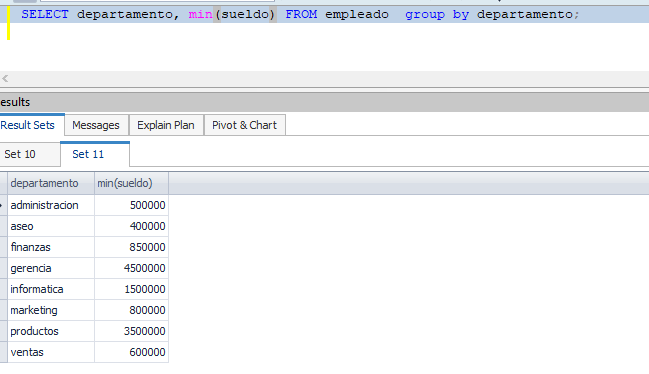 SELECT departamento, min(sueldo) FROM empleado  group by departamento;
esults
Result Sets Messages Explain Plan Pivot & Chart
Set 10 Set 11
departamento min(sueldo)
administracion 500000
aseo 400000
finanzas 850000
gerencia 4500000
informatica 1500000
marketing 800000
productos 3500000
ventas 600000